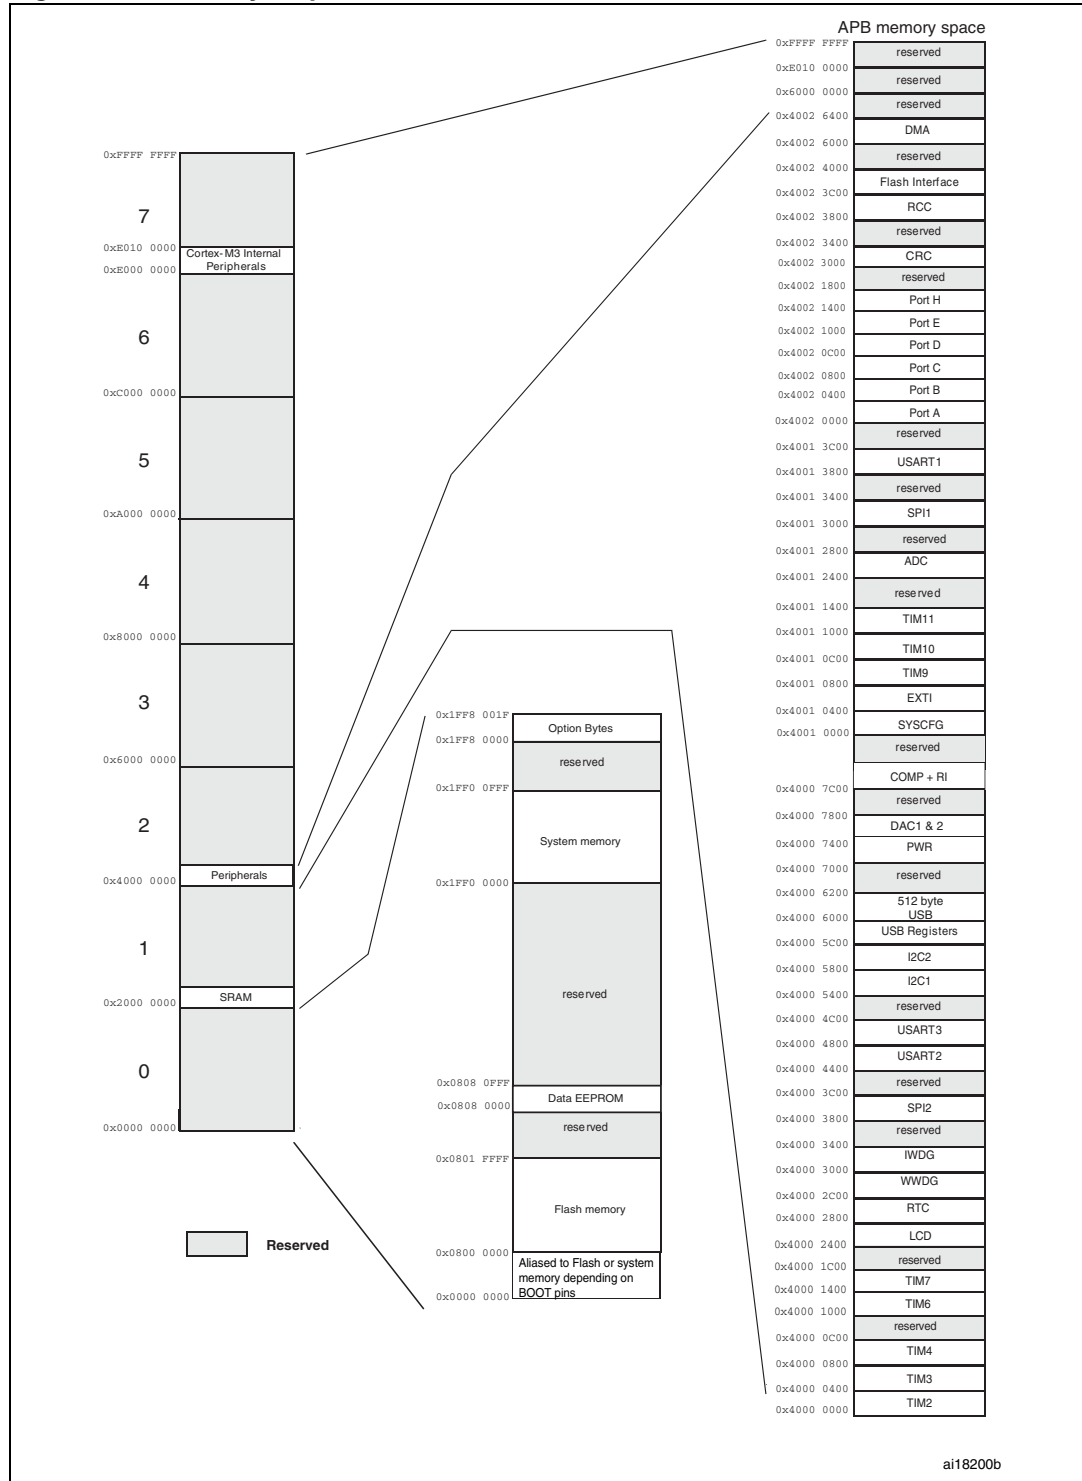 APB memory space
0xFFFF FFFF
reserved
0xE010 0000
reserved
0x6000 0000
reserved
0x4002 6400
DMA
0x4002 6000
reserved
0x4002 4000
Flash Interface
0x4002 3C00
RCC
0x4002 3800
reserved
0x4002 3400
CRC
0x4002 3000
reserved
0x4002 1800
Port H
0x4002 1400
Port E
0x4002 1000
Port D
0x4002 0C00
Port C
0x4002 0800
Port B
0x4002 0400
Port A
0x4002 0000
reserved
0x4001 3C00
USART1
0x4001 3800
reserved
0x4001 3400
SPI1
0x4001 3000
reserved
0x4001 2800
ADC
0x4001 2400
reserved
0x4001 1400
TIM11
0x4001 1000
TIM10
0x4001 0C00
TIM9
0x4001 0800
EXTI
0x4001 0400
SYSCFG
0x4001 0000
reserved
COMP + RI
0x4000 7C00
reserved
0x4000 7800
DAC1 & 2
0x4000 7400
PWR
0x4000 7000
reserved
0x4000 6200
512 byte
USB
0x4000 6000
USB Registers
0x4000 5C00
I2C2
0x4000 5800
I2C1
0x4000 5400
reserved
0x4000 4C00
USART3
0x4000 4800
USART2
0x4000 4400
reserved
0x4000 3C00
SPI2
0x4000 3800
reserved
0x4000 3400
IWDG
0x4000 3000
WWDG
0x4000 2C00
RTC
0x4000 2800
LCD
0x4000 2400
reserved
0x4000 1C00
TIM7
0x4000 1400
TIM6
0x4000 1000
reserved
0x4000 0C00
TIM4
0x4000 0800
TIM3
0x4000 0400
TIM2
0x4000 0000
0xFFFF FFFF
7
0xE010 0000
Cortex-M3 Internal
Peripherals
0xE000 0000
6
0xC000 0000
5
0xA000 0000
4
0x8000 0000
3
0x6000 0000
2
Peripherals
0x4000 0000
1
SRAM
0x2000 0000
0
0x0000 0000
0x1FF8 001F
Option Bytes
0x1FF8 0000
reserved
0x1FF0 0FFF
System memory
0x1FF0 0000
reserved
0x0808 0FFF
Data EEPROM
0x0808 0000
reserved
0x0801 FFFF
Flash memory
0x0800 0000
Aliased to Flash or system
memory depending on
BOOT pins
0x0000 0000
Reserved
ai18200b